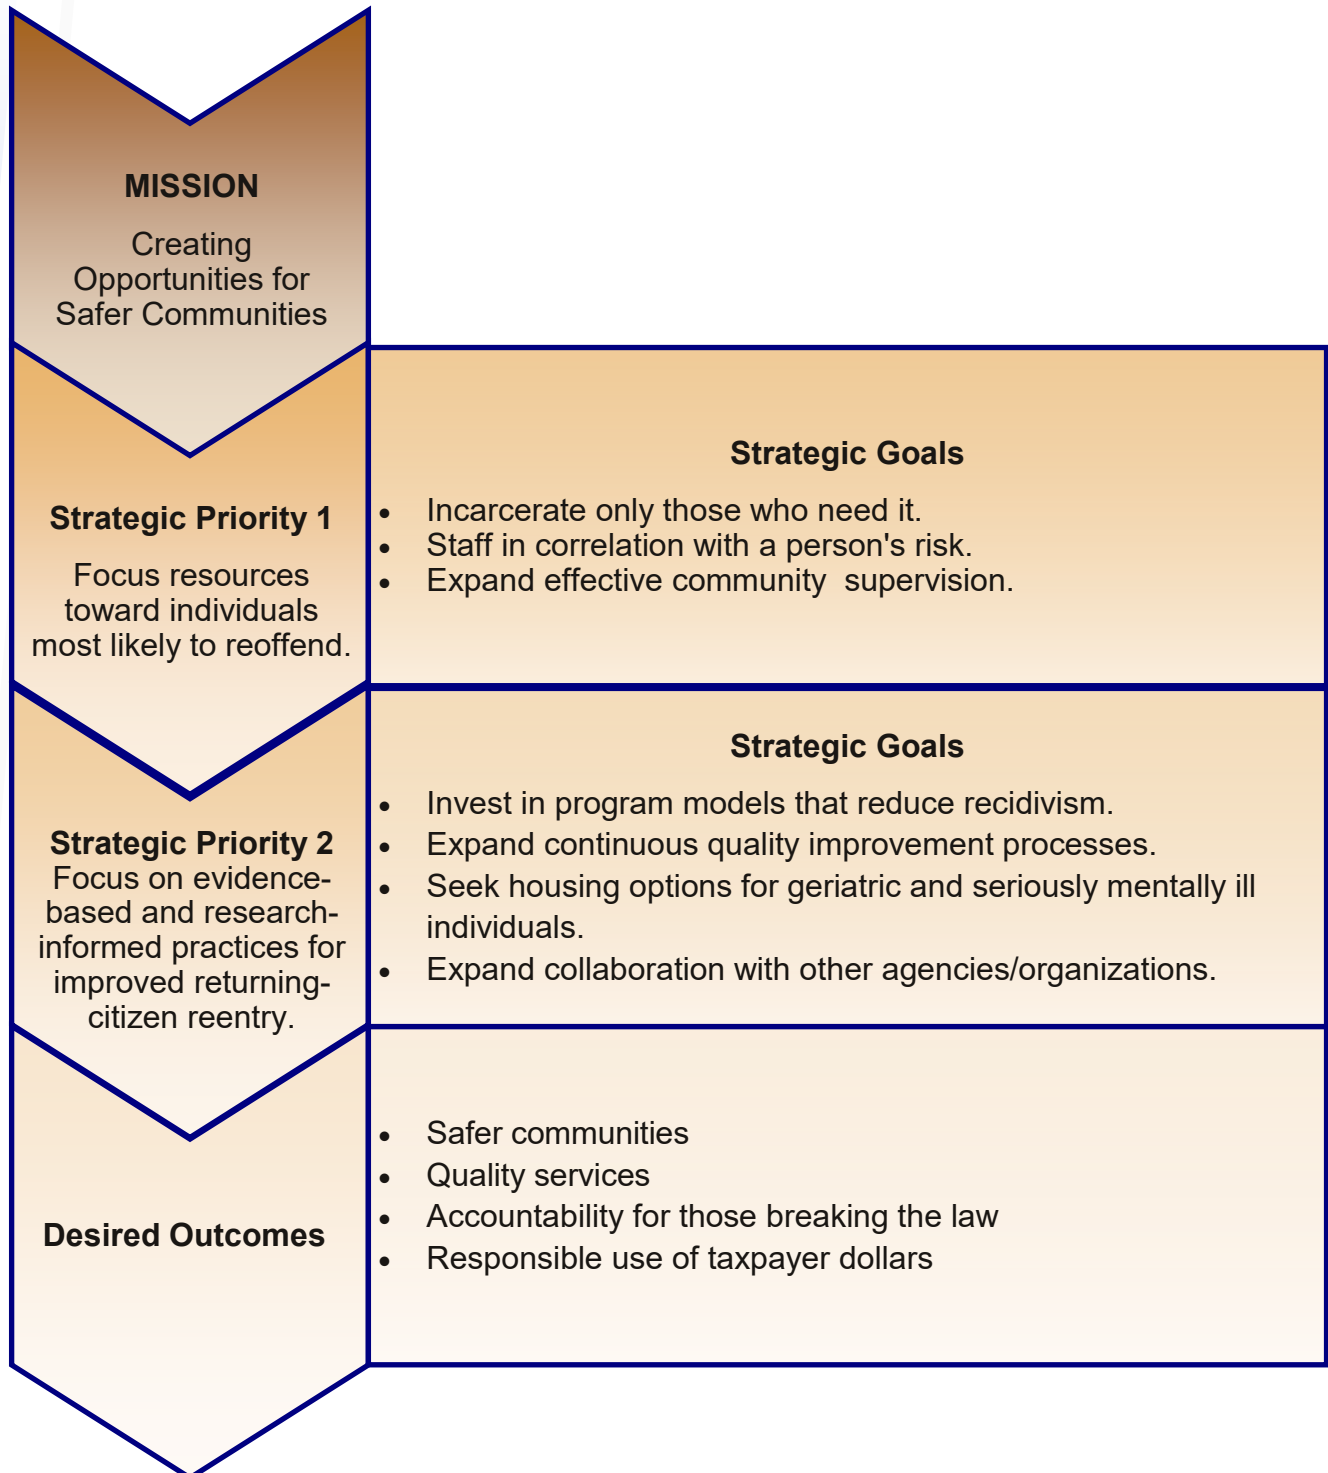 MISSION
Creating
Opportunities for
Safer Communities
Strategic Priority 1
Focus resources
toward individuals
most likely to reoffend.
Strategic Goals
• Incarcerate only those who need it.
• Staff in correlation with a person's risk.
• Expand effective community  supervision.
Strategic Priority 2
Focus on evidence-
based and research-
informed practices for
improved returning-
citizen reentry.
Strategic Goals
• Invest in program models that reduce recidivism.
• Expand continuous quality improvement processes.
• Seek housing options for geriatric and seriously mentally ill
individuals.
• Expand collaboration with other agencies/organizations.
Desired Outcomes
• Safer communities
• Quality services
• Accountability for those breaking the law
• Responsible use of taxpayer dollars